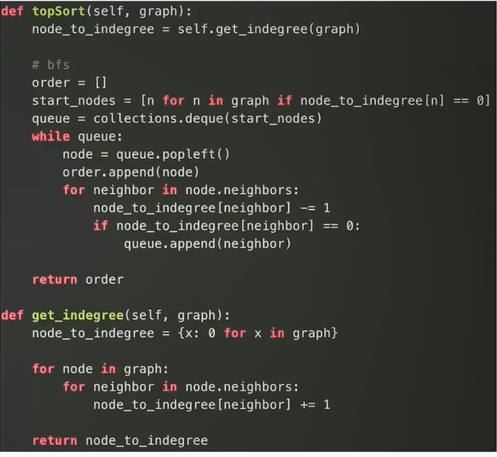 def topSort(self, graph):
    node_to_indegree = self.get_indegree(graph)

    # bfs
    order = []
    start_nodes = [n for n in graph if node_to_indegree[n] == 0]
    queue = collections.deque(start_nodes)
    while queue:
        node = queue.popleft()
        order.append(node)
        for neighbor in node.neighbors:
            node_to_indegree[neighbor] -= 1
            if node_to_indegree[neighbor] == 0:
                queue.append(neighbor)

    return order

def get_indegree(self, graph):
    node_to_indegree = {x: 0 for x in graph}

    for node in graph:
        for neighbor in node.neighbors:
            node_to_indegree[neighbor] += 1

    return node_to_indegree